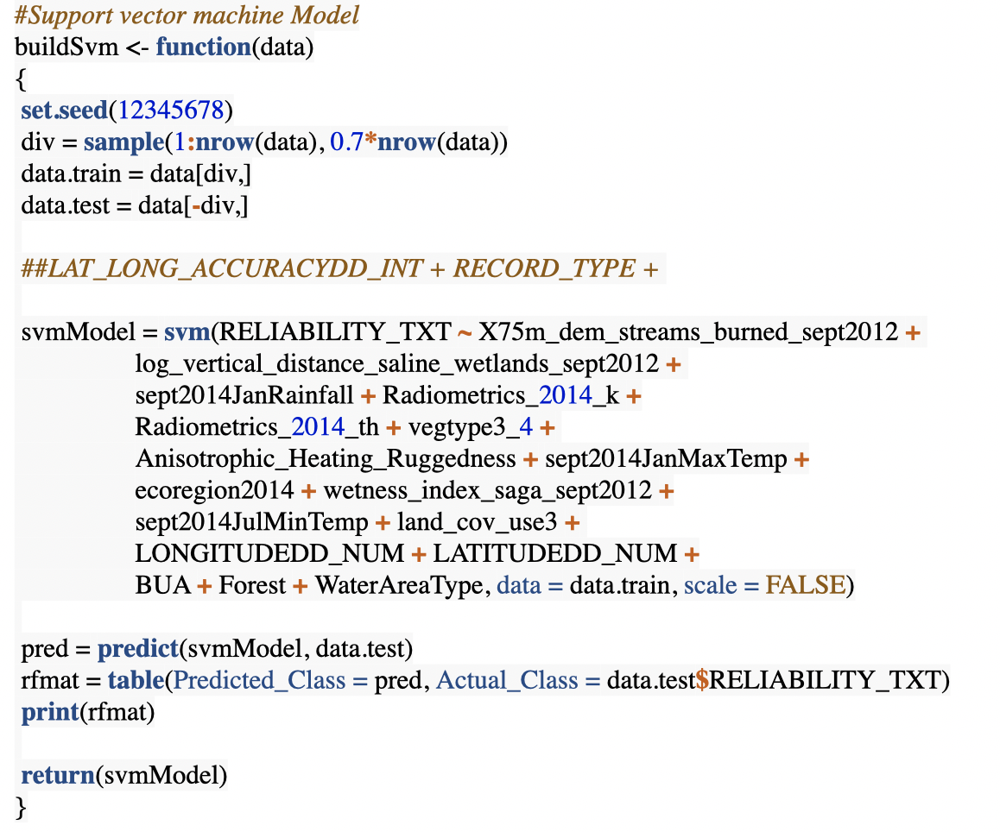 #Support vector machine Model
buildSvm <- function(data)
{
set.seed(12345678)
div = sample(1:nrow(data), 0.7*nrow(data))
data.train = data[div,]
data.test = data[-div,]
##LAT_LONG_ACCURACYDD_INT + RECORD_TYPE +
svmModel = svm(RELIABILITY_TXT ~ X75m_dem_streams_burned_sept2012 +
log_vertical_distance_saline_wetlands_sept2012 +
sept2014JanRainfall + Radiometrics_2014_k +
Radiometrics_2014_th + vegtype3_4 +
Anisotrophic_Heating_Ruggedness + sept2014JanMaxTemp +
ecoregion2014 + wetness_index_saga_sept2012 +
sept2014JulMinTemp + land_cov_use3 +
LONGITUDEDD_NUM + LATITUDEDD_NUM +
BUA + Forest + WaterAreaType, data = data.train, scale = FALSE)
pred = predict(svmModel, data.test)
rfmat = table(Predicted_Class = pred, Actual_Class = data.test$RELIABILITY_TXT)
print(rfmat)
return(svmModel)
}